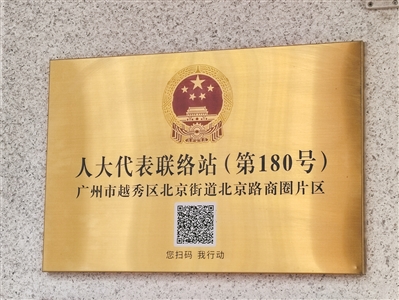 人大代表联络站(第180号)
广州市越秀区北京街道北京路商圈片区
您扫码 我行动